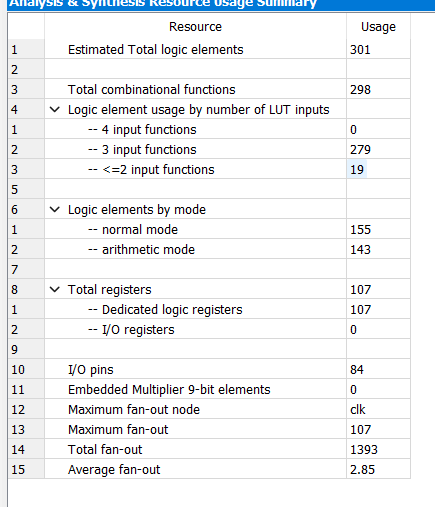 Analysis & Synthesis Resource Usage Summary
Resource Usage
1 Estimated Total logic elements 301
2
3 Total combinational functions 298
4 Logic element usage by number of LUT inputs
1 -- 4 input functions 0
2 -- 3 input functions 279
3 -- <=2 input functions 19
5
6 Logic elements by mode
1 -- normal mode 155
2 -- arithmetic mode 143
7
8 Total registers 107
1 -- Dedicated logic registers 107
2 -- I/O registers 0
9
10 I/O pins 84
11 Embedded Multiplier 9-bit elements 0
12 Maximum fan-out node clk
13 Maximum fan-out 107
14 Total fan-out 1393
15 Average fan-out 2.85